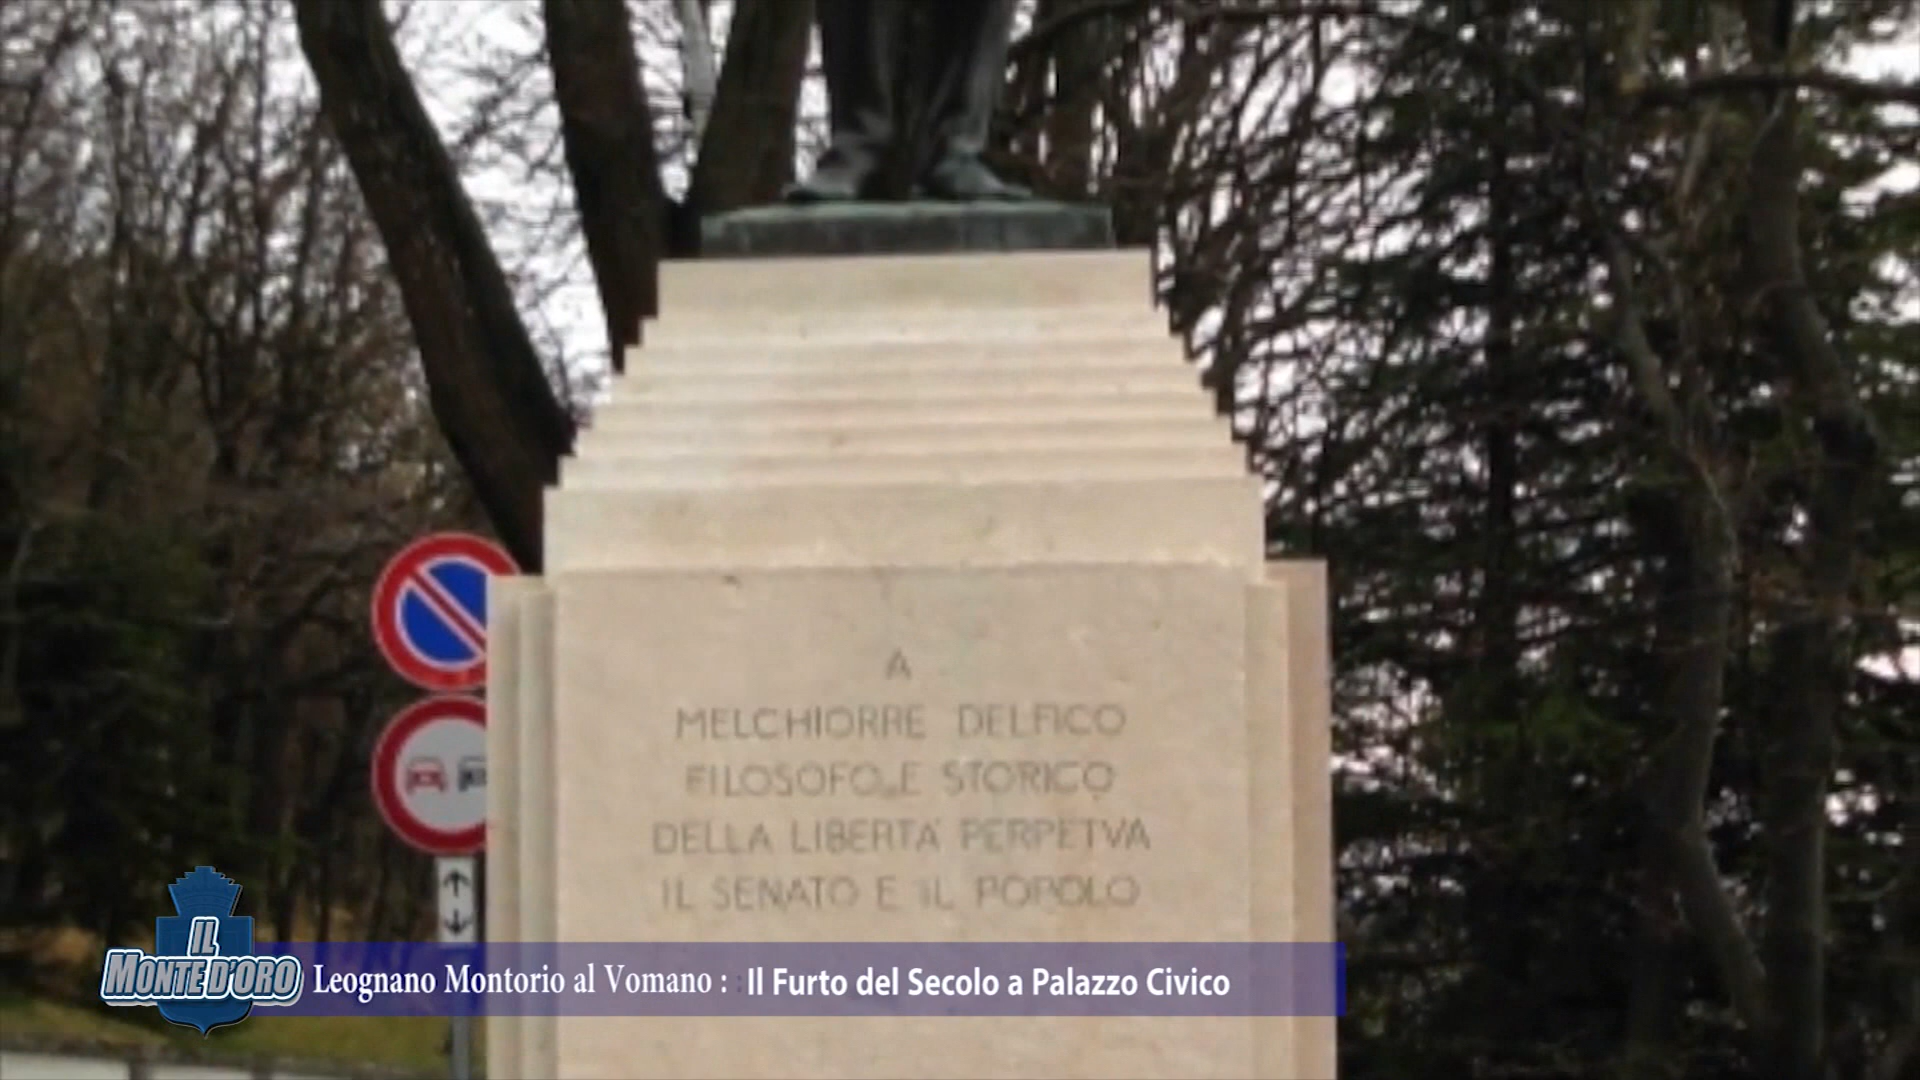 A
MELCHIORRE DELFICO
FILOSOFO E STORICO
DELLA LIBERTA' PERPETVA
IL SENATO E IL POPOLO
IL
MONTE D'ORO
Leognano Montorio al Vomano : Il Furto del Secolo a Palazzo Civico